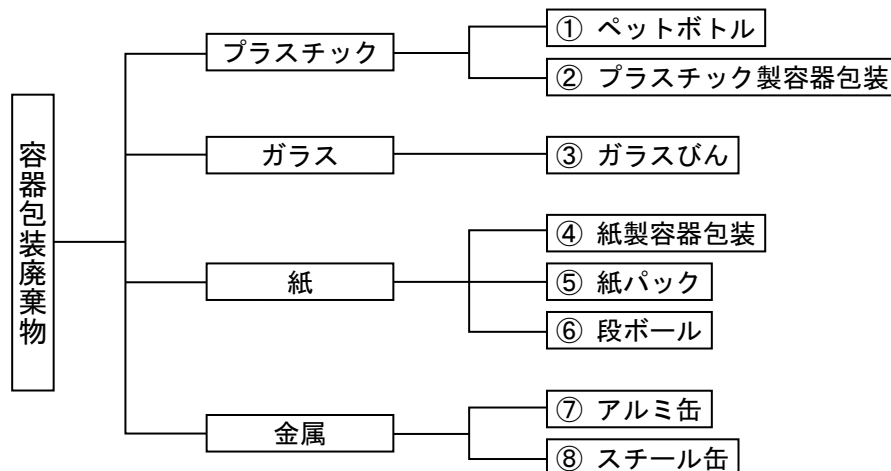 容器包装廃棄物
プラスチック
① ペットボトル
② プラスチック製容器包装
ガラス
③ ガラスびん
紙
④ 紙製容器包装
⑤ 紙パック
⑥ 段ボール
金属
⑦ アルミ缶
⑧ スチール缶